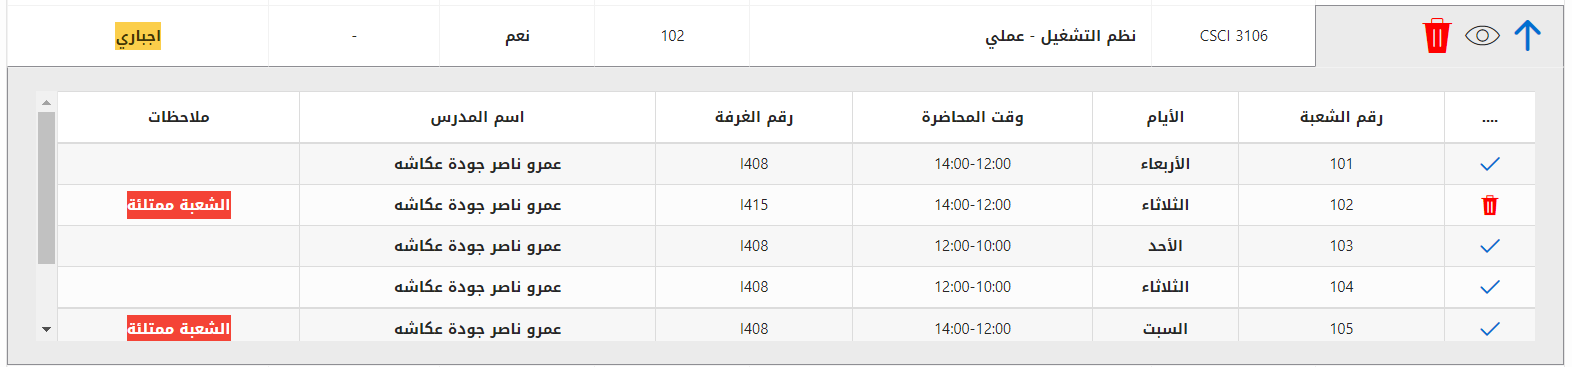 CSCI 3106 نظم التشغيل - عملي 102 نعم - اجباري
.... رقم الشعبة الأيام وقت المحاضرة رقم الغرفة اسم المدرس ملاحظات
101 الأربعاء 14:00-12:00 I408 عمرو ناصر جودة عكاشه
102 الثلاثاء 14:00-12:00 I415 عمرو ناصر جودة عكاشه الشعبة ممتلئة
103 الأحد 12:00-10:00 I408 عمرو ناصر جودة عكاشه
104 الثلاثاء 12:00-10:00 I408 عمرو ناصر جودة عكاشه
105 السبت 14:00-12:00 I408 عمرو ناصر جودة عكاشه الشعبة ممتلئة